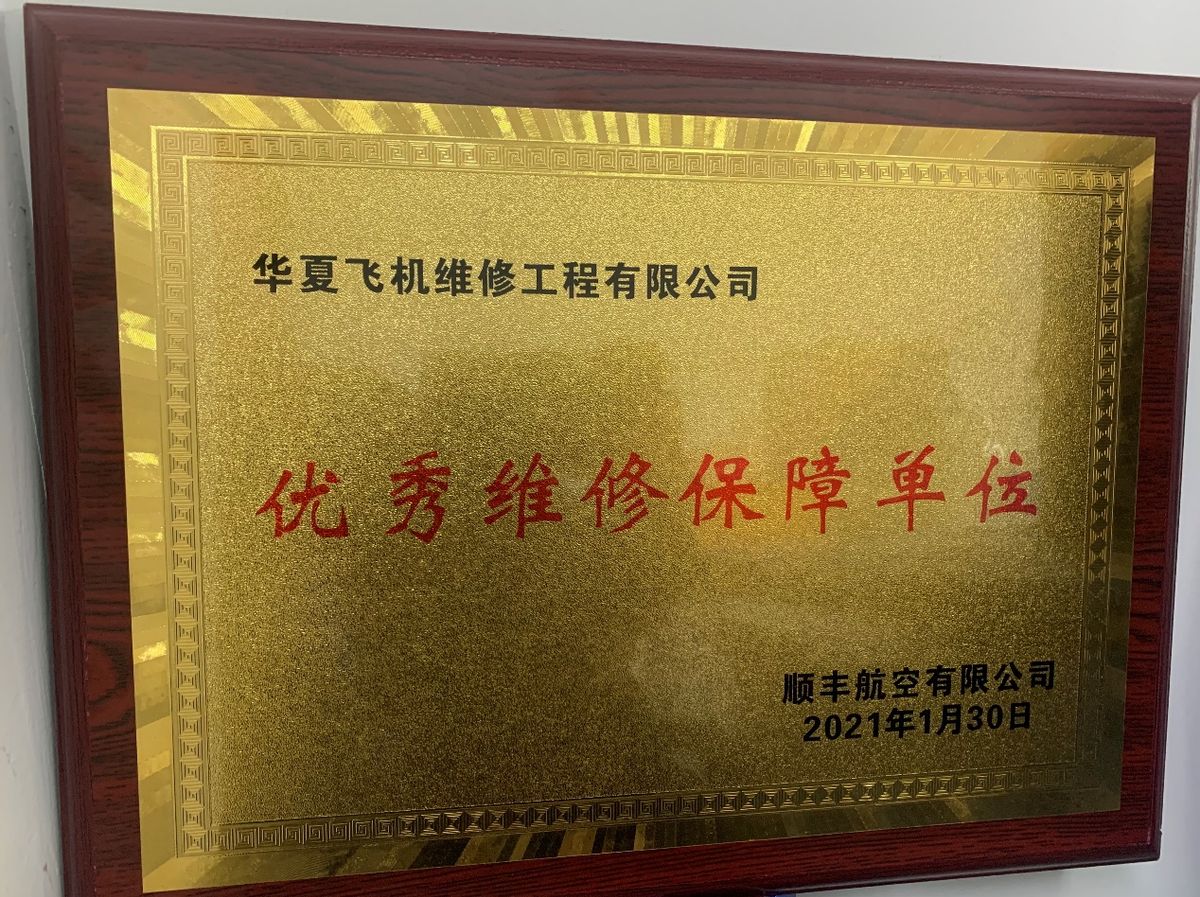 华夏飞机维修工程有限公司
优秀维修保障单位
顺丰航空有限公司
2021年1月30日